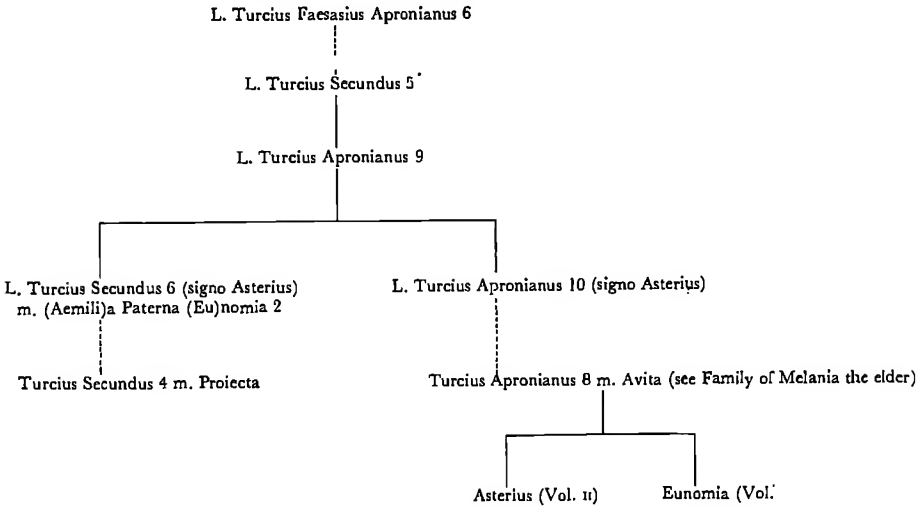 L. Turcius Faesasius Apronianus 6
L. Turcius Secundus 5
L. Turcius Apronianus 9
L. Turcius Secundus 6 (signo Asterius)
m. (Aemili)a Paterna (Eu)nomia 2
L. Turcius Apronianus 10 (signo Asterius)
Turcius Secundus 4 m. Proiecta
Turcius Apronianus 8 m. Avita (see Family of Melania the elder)
Asterius (Vol. II)
Eunomia (Vol.